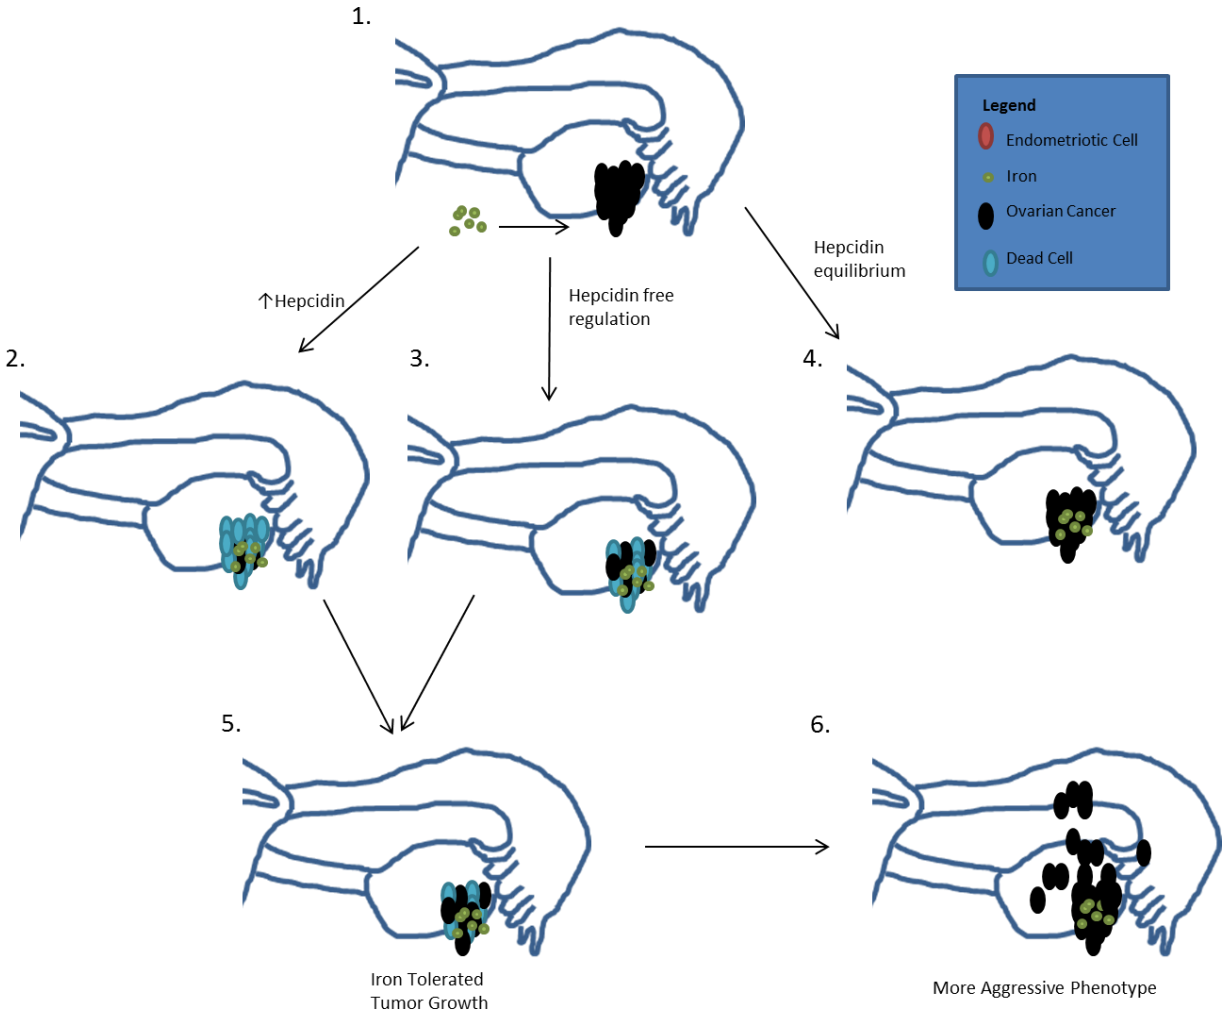 1.
Legend
Endometriotic Cell
Iron
Ovarian Cancer
Dead Cell
Hepcidin
equilibrium
↑Hepcidin
Hepcidin free
regulation
2.
3.
4.
5.
6.
Iron Tolerated
Tumor Growth
More Aggressive Phenotype